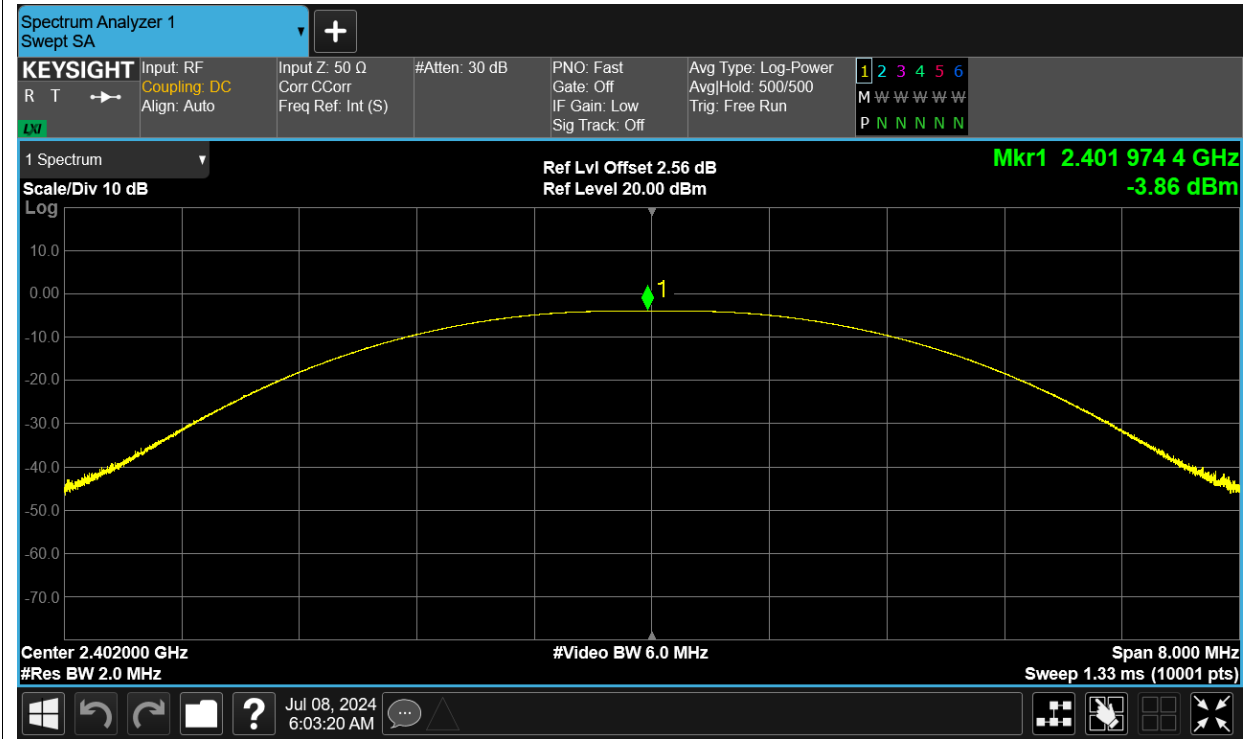 Spectrum Analyzer 1
Swept SA
KEYSIGHT
R T
LXI
Input: RF
Coupling: DC
Align: Auto
Input Z: 50 Ω
Corr CCorr
Freq Ref: Int (S)
#Atten: 30 dB
PNO: Fast
Gate: Off
IF Gain: Low
Sig Track: Off
Avg Type: Log-Power
Avg|Hold: 500/500
Trig: Free Run
1 2 3 4 5 6
M W W W W W
P N N N N N
1 Spectrum
Scale/Div 10 dB
Ref Lvl Offset 2.56 dB
Ref Level 20.00 dBm
Mkr1 2.401 974 4 GHz
-3.86 dBm
Log
10.0
0.00
1
-10.0
-20.0
-30.0
-40.0
-50.0
-60.0
-70.0
Center 2.402000 GHz
#Video BW 6.0 MHz
Span 8.000 MHz
#Res BW 2.0 MHz
Sweep 1.33 ms (10001 pts)
?
Jul 08, 2024
6:03:20 AM